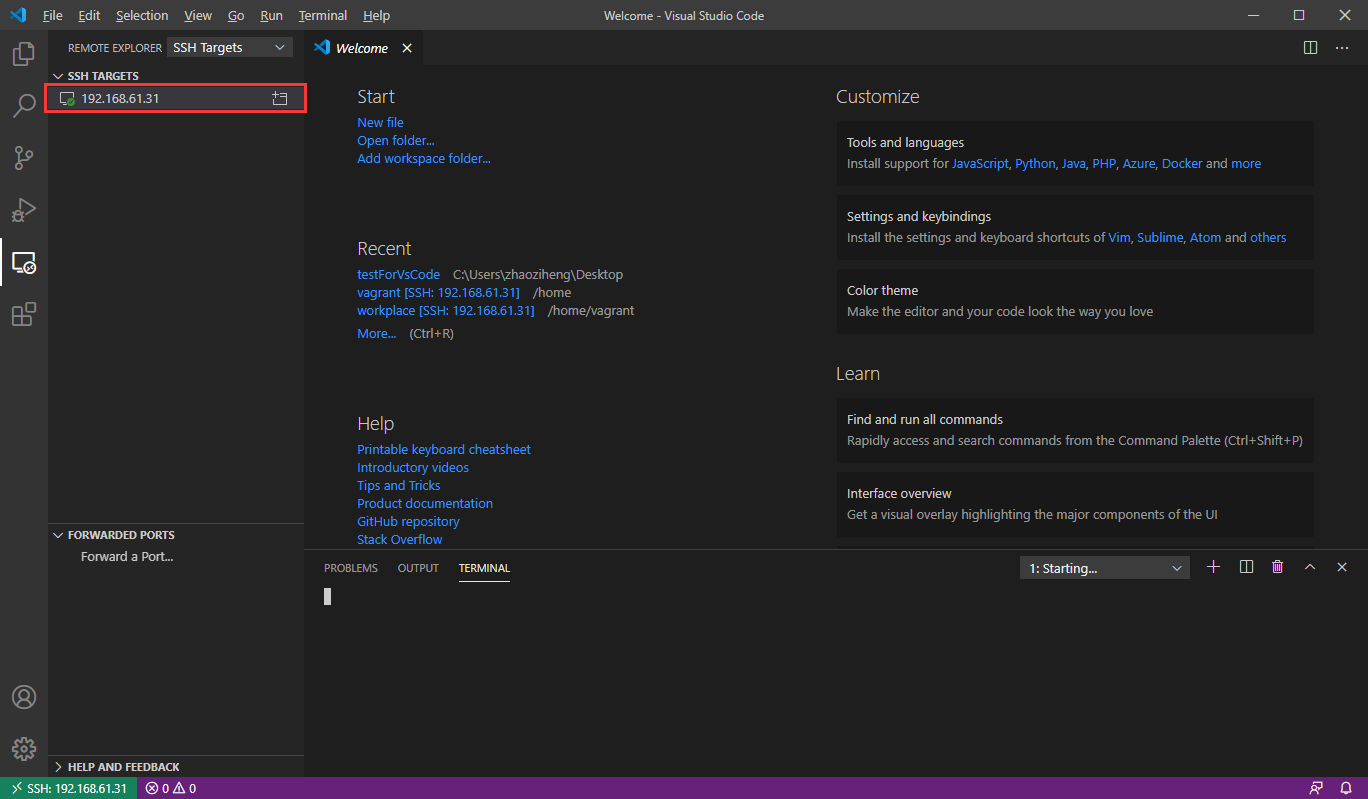 File Edit Selection View Go Run Terminal Help
Welcome - Visual Studio Code
REMOTE EXPLORER SSH Targets
SSH TARGETS
192.168.61.31
Welcome
Start
New file
Open folder...
Add workspace folder...
Recent
testForVsCode C:\Users\zhaoziheng\Desktop
vagrant [SSH: 192.168.61.31] /home
workplace [SSH: 192.168.61.31] /home/vagrant
More... (Ctrl+R)
Help
Printable keyboard cheatsheet
Introductory videos
Tips and Tricks
Product documentation
GitHub repository
Stack Overflow
Customize
Tools and languages
Install support for JavaScript, Python, Java, PHP, Azure, Docker and more
Settings and keybindings
Install the settings and keyboard shortcuts of Vim, Sublime, Atom and others
Color theme
Make the editor and your code look the way you love
Learn
Find and run all commands
Rapidly access and search commands from the Command Palette (Ctrl+Shift+P)
Interface overview
Get a visual overlay highlighting the major components of the UI
FORWARDED PORTS
Forward a Port...
PROBLEMS OUTPUT TERMINAL
1: Starting...
HELP AND FEEDBACK
SSH: 192.168.61.31 0 0